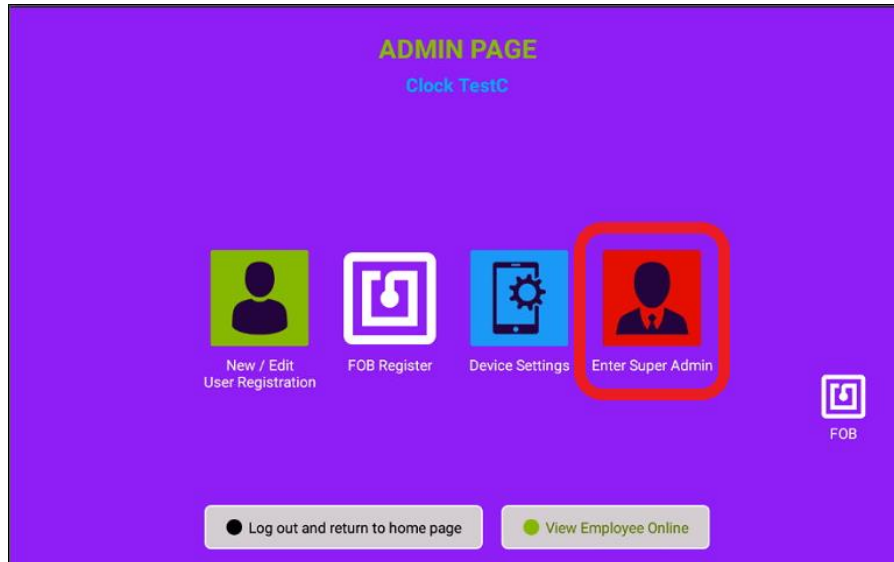 ADMIN PAGE
Clock TestC
New / Edit
User Registration
FOB Register
Device Settings
Enter Super Admin
FOB
Log out and return to home page
View Employee Online